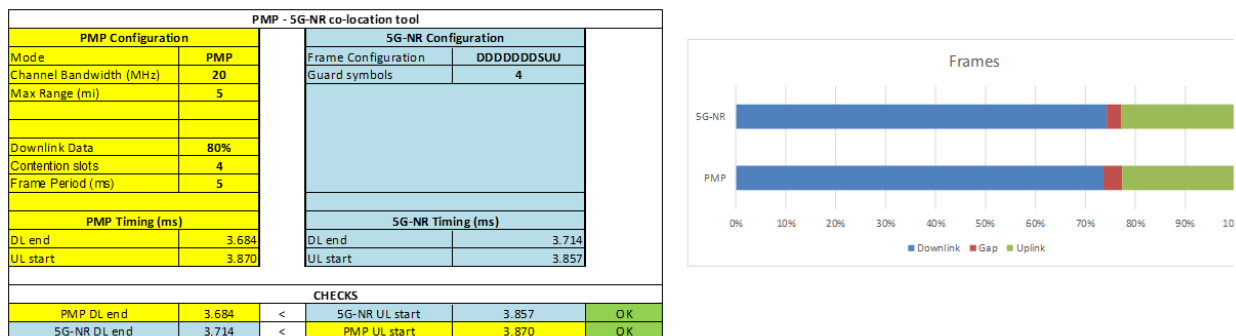 PMP - 5G-NR co-location tool
PMP Configuration 5G-NR Configuration
Mode PMP Frame Configuration DDDDDDDSUU
Channel Bandwidth (MHz) 20 Guard symbols 4
Max Range (mi) 5
Downlink Data 80%
Contention slots 4
Frame Period (ms) 5
PMP Timing (ms) 5G-NR Timing (ms)
DL end 3.684 DL end 3.714
UL start 3.870 UL start 3.857
CHECKS
PMP DL end 3.684 < 5G-NR UL start 3.857 OK
5G-NR DL end 3.714 < PMP UL start 3.870 OK
Frames
5G-NR
PMP
0% 10% 20% 30% 40% 50% 60% 70% 80% 90% 10
Downlink Gap Uplink